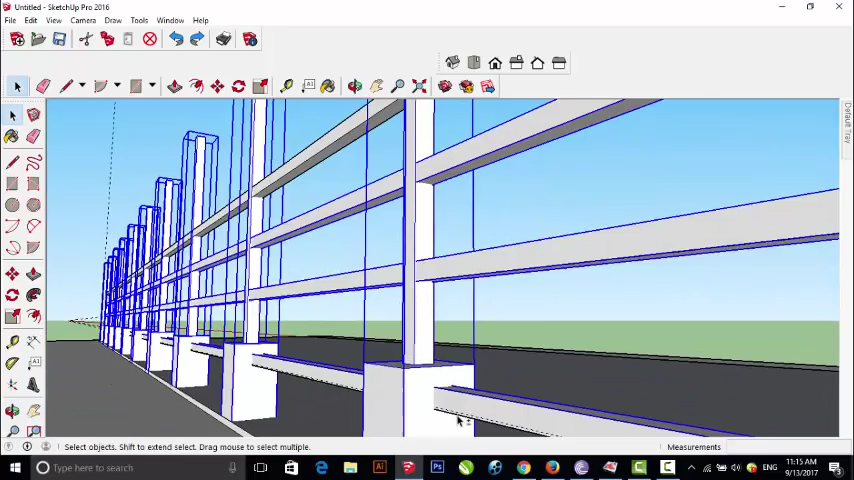 Untitled - SketchUp Pro 2016
File Edit View Camera Draw Tools Window Help
Default Tray
Select objects. Shift to extend select. Drag mouse to select multiple.
Measurements
Type here to search
ENG
11:15 AM
9/13/2017